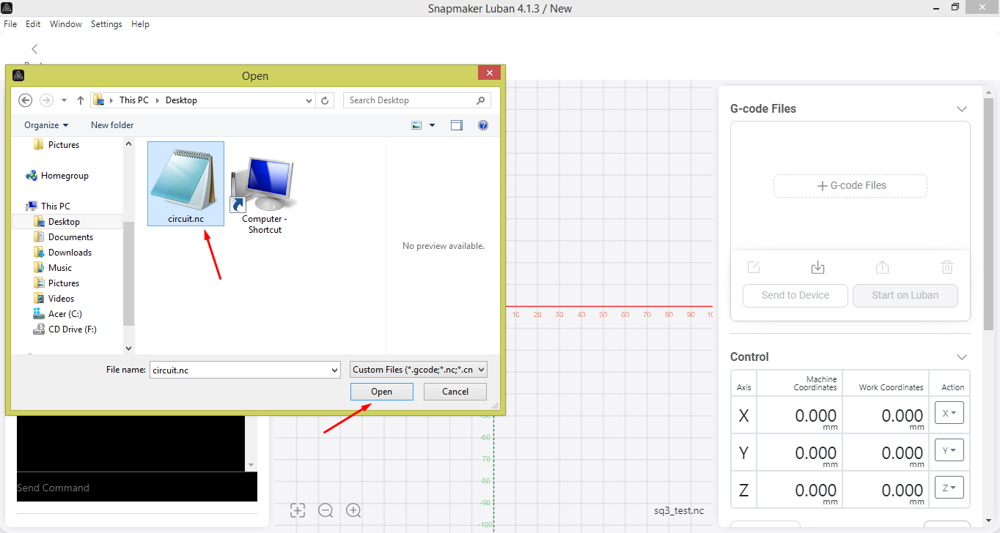 Snapmaker Luban 4.1.3 / New
File Edit Window Settings Help
Open
This PC Desktop
Search Desktop
Organize New folder
Pictures
Homegroup
This PC
Desktop
Documents
Downloads
Music
Pictures
Videos
Acer (C:)
CD Drive (F:)
circuit.nc
Computer -
Shortcut
No preview available.
File name: circuit.nc
Custom Files (*.gcode;*.nc;*.cn
Open Cancel
Send Command
10 20 30 40 50 60 70 80 90
-50
-60
-70
-80
-90
-100
sq3_test.nc
G-code Files
G-code Files
Send to Device Start on Luban
Control
Axis Machine Coordinates Work Coordinates Action
X 0.000 mm 0.000 mm X
Y 0.000 mm 0.000 mm Y
Z 0.000 mm 0.000 mm Z